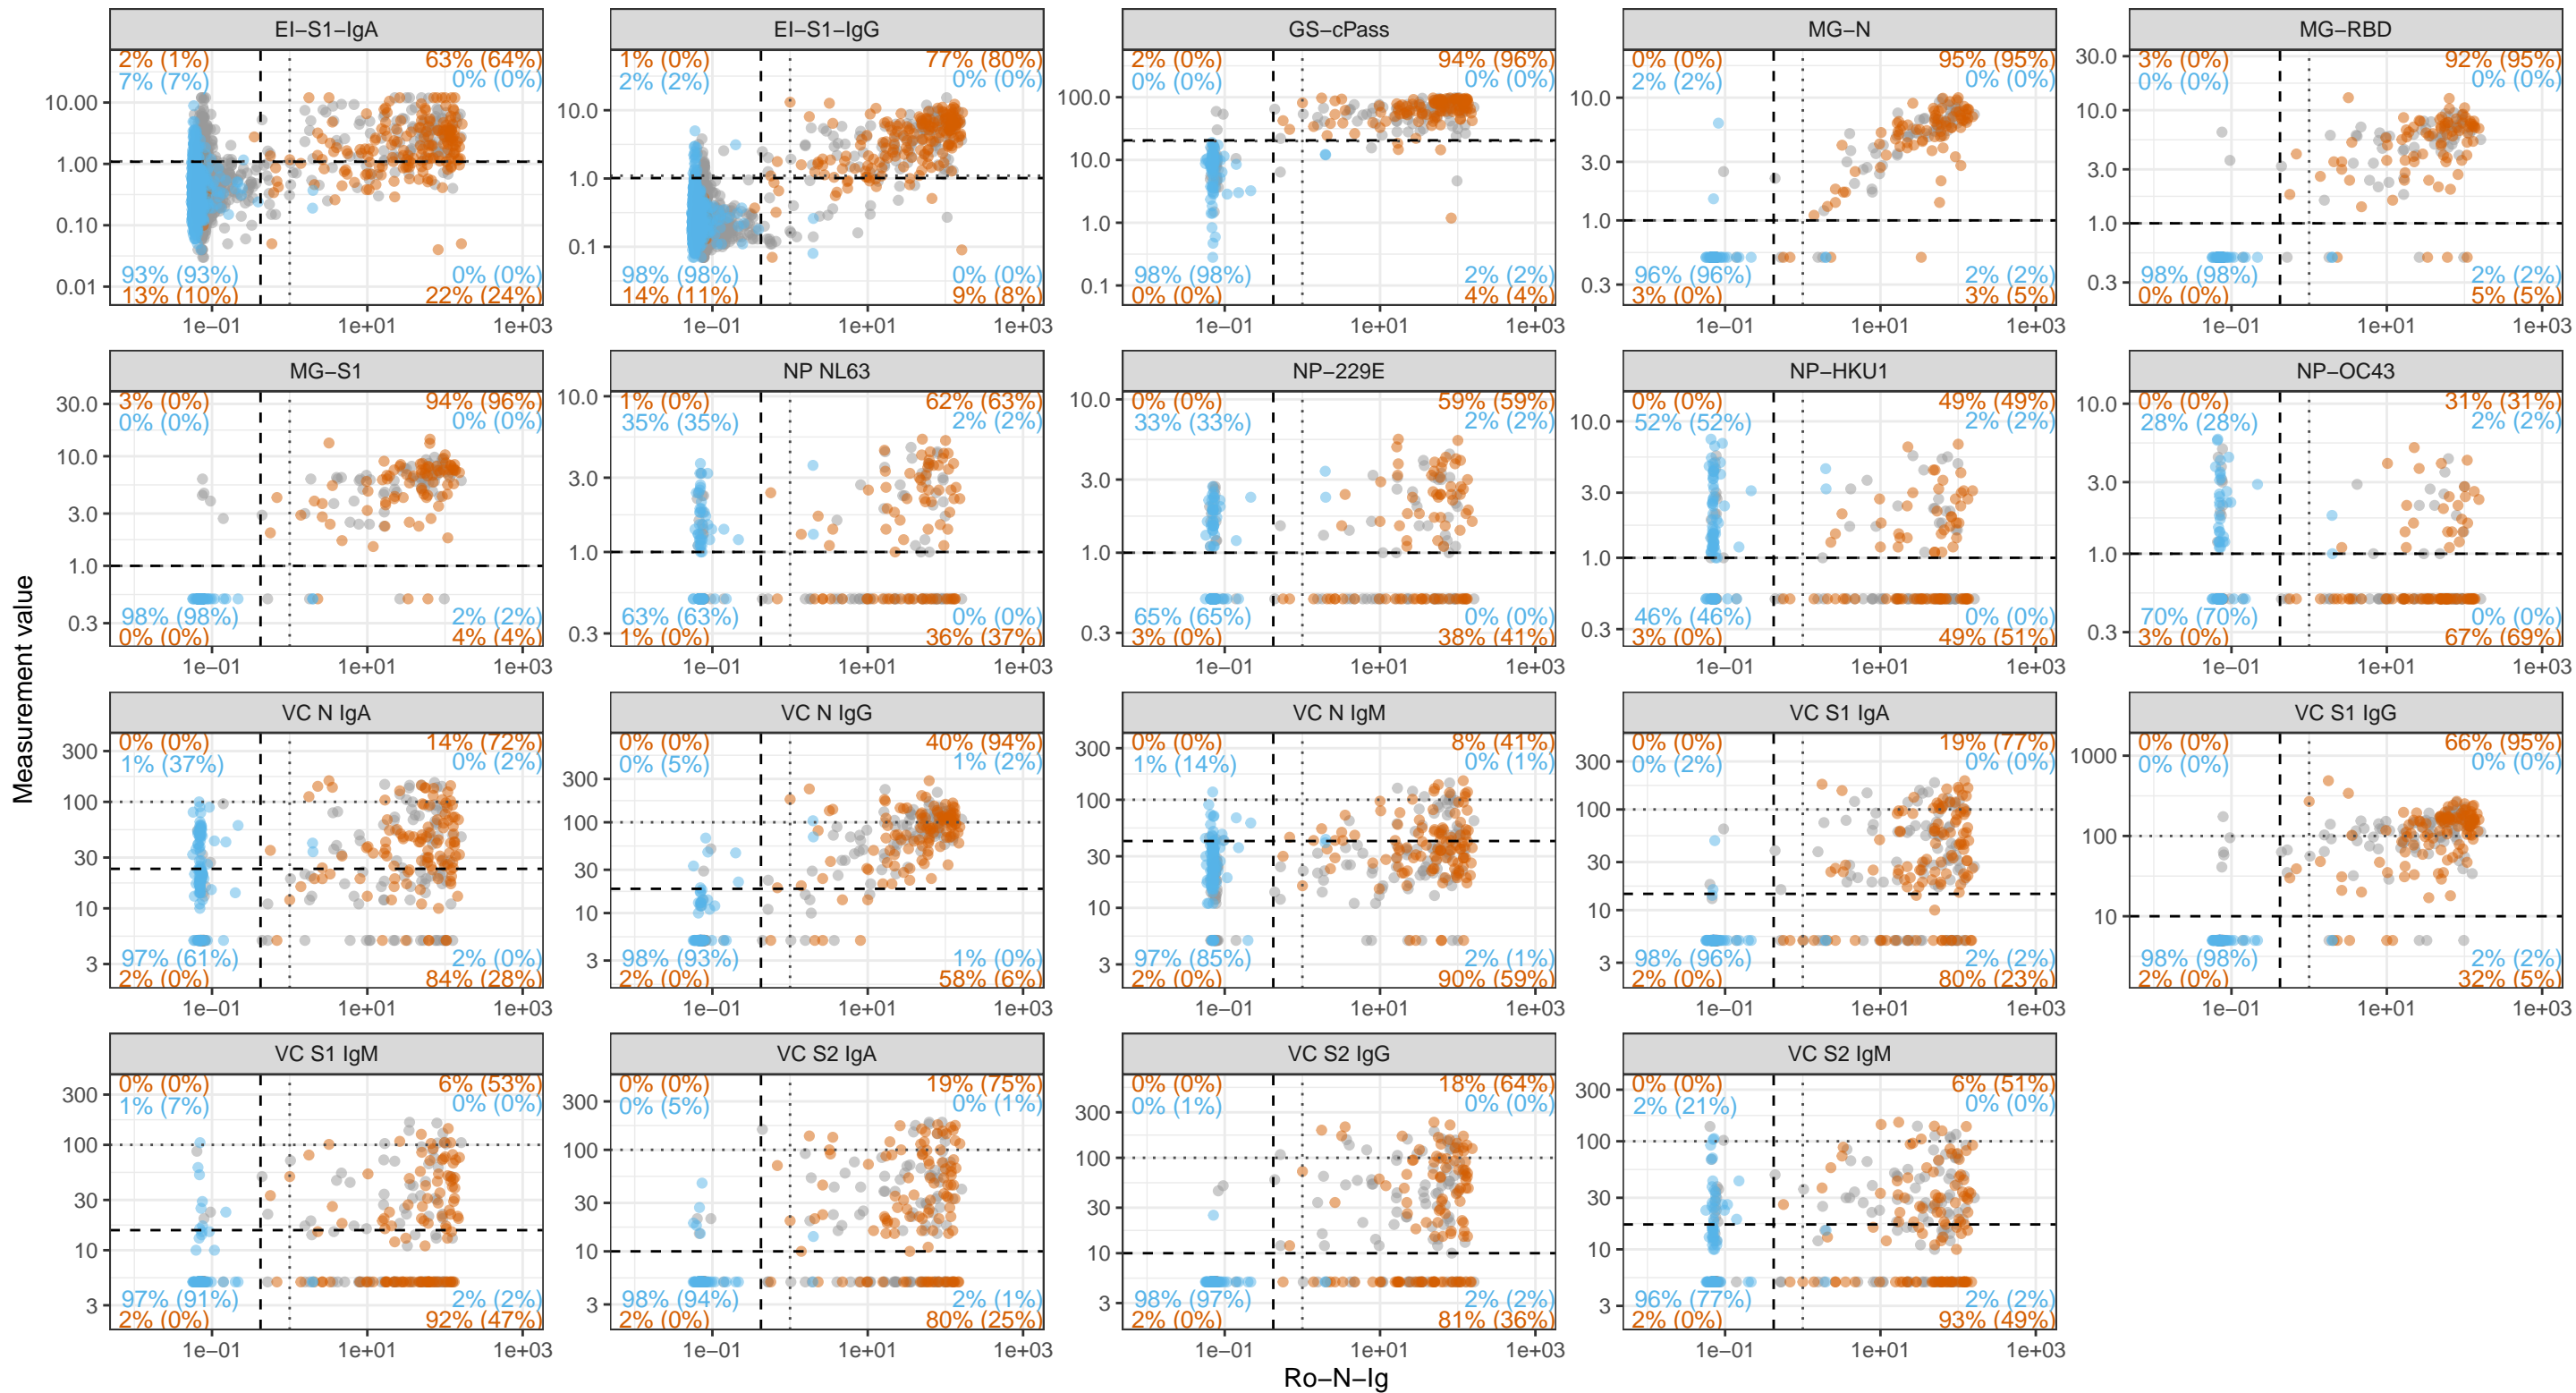 EI−S1−IgA
EI−S1−IgG
GS−cPass
MG−N
MG−RBD
2% (1%) 63% (64%)
7% (7%) 0% (0%)
10.00
1.00
0.10
0.01
93% (93%) 0% (0%)
13% (10%) 22% (24%)
1e−01 1e+01 1e+03
1% (0%) 77% (80%)
2% (2%) 0% (0%)
10.0
1.0
0.1
98% (98%) 0% (0%)
14% (11%) 9% (8%)
1e−01 1e+01 1e+03
2% (0%) 94% (96%)
0% (0%) 0% (0%)
100.0
10.0
1.0
0.1
98% (98%) 2% (2%)
0% (0%) 4% (4%)
1e−01 1e+01 1e+03
0% (0%) 95% (95%)
2% (2%) 0% (0%)
10.0
3.0
1.0
0.3
96% (96%) 2% (2%)
3% (0%) 3% (5%)
1e−01 1e+01 1e+03
3% (0%) 92% (95%)
0% (0%) 0% (0%)
30.0
10.0
3.0
1.0
0.3
98% (98%) 2% (2%)
0% (0%) 5% (5%)
1e−01 1e+01 1e+03
MG−S1
NP NL63
NP−229E
NP−HKU1
NP−OC43
3% (0%) 94% (96%)
0% (0%) 0% (0%)
30.0
10.0
3.0
1.0
0.3
98% (98%) 2% (2%)
0% (0%) 4% (4%)
1e−01 1e+01 1e+03
1% (0%) 62% (63%)
35% (35%) 2% (2%)
10.0
3.0
1.0
0.3
63% (63%) 0% (0%)
1% (0%) 36% (37%)
1e−01 1e+01 1e+03
0% (0%) 59% (59%)
33% (33%) 2% (2%)
10.0
3.0
1.0
0.3
65% (65%) 0% (0%)
3% (0%) 38% (41%)
1e−01 1e+01 1e+03
0% (0%) 49% (49%)
52% (52%) 2% (2%)
10.0
3.0
1.0
0.3
46% (46%) 0% (0%)
3% (0%) 49% (51%)
1e−01 1e+01 1e+03
0% (0%) 31% (31%)
28% (28%) 2% (2%)
10.0
3.0
1.0
0.3
70% (70%) 0% (0%)
3% (0%) 67% (69%)
1e−01 1e+01 1e+03
Measurement value
VC N IgA
VC N IgG
VC N IgM
VC S1 IgA
VC S1 IgG
0% (0%) 14% (72%)
1% (37%) 0% (2%)
300
100
30
10
3
97% (61%) 2% (0%)
2% (0%) 84% (28%)
1e−01 1e+01 1e+03
0% (0%) 40% (94%)
0% (5%) 1% (2%)
300
100
30
10
3
98% (93%) 1% (0%)
2% (0%) 58% (6%)
1e−01 1e+01 1e+03
0% (0%) 8% (41%)
1% (14%) 0% (1%)
300
100
30
10
3
97% (85%) 2% (1%)
2% (0%) 90% (59%)
1e−01 1e+01 1e+03
0% (0%) 19% (77%)
0% (2%) 0% (0%)
300
100
30
10
3
98% (96%) 2% (2%)
2% (0%) 80% (23%)
1e−01 1e+01 1e+03
0% (0%) 66% (95%)
0% (0%) 0% (0%)
1000
100
10
98% (98%) 2% (2%)
2% (0%) 32% (5%)
1e−01 1e+01 1e+03
VC S1 IgM
VC S2 IgA
VC S2 IgG
VC S2 IgM
0% (0%) 6% (53%)
1% (7%) 0% (0%)
300
100
30
10
3
97% (91%) 2% (2%)
2% (0%) 92% (47%)
1e−01 1e+01 1e+03
0% (0%) 19% (75%)
0% (5%) 0% (1%)
300
100
30
10
3
98% (94%) 2% (1%)
2% (0%) 80% (25%)
1e−01 1e+01 1e+03
0% (0%) 18% (64%)
0% (1%) 0% (0%)
300
100
30
10
3
98% (97%) 2% (2%)
2% (0%) 81% (36%)
1e−01 1e+01 1e+03
0% (0%) 6% (51%)
2% (21%) 0% (0%)
300
100
30
10
3
96% (77%) 2% (2%)
2% (0%) 93% (49%)
1e−01 1e+01 1e+03
Ro−N−Ig